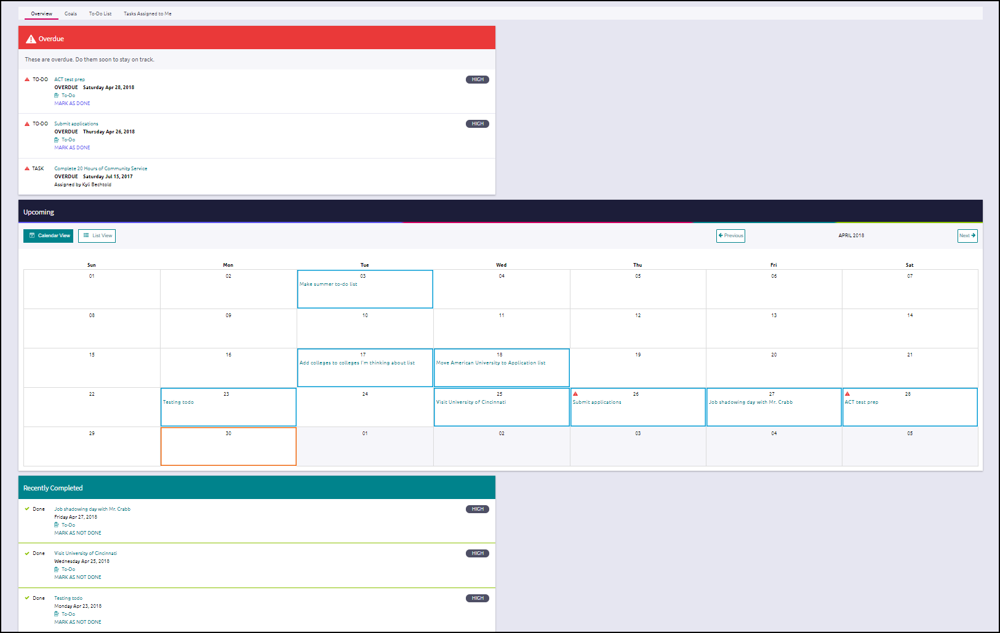 Overview Goals To-Do List Tasks Assigned to Me
Overdue
These are overdue. Do them soon to stay on track.
TO-DO ACT test prep HIGH
OVERDUE Saturday Apr 28, 2018
To-Do
MARK AS DONE
TO-DO Submit applications HIGH
OVERDUE Thursday Apr 26, 2018
To-Do
MARK AS DONE
TASK Complete 20 Hours of Community Service
OVERDUE Saturday Jul 15, 2017
Assigned by Kyli Bechtold
Upcoming
Calendar View List View Previous APRIL 2018 Next
Sun Mon Tue Wed Thu Fri Sat
01 02 03 04 05 06 07
Make summer to-do list
08 09 10 11 12 13 14
15 16 17 18 19 20 21
Add colleges to colleges I'm thinking about list Move American University to Application list
22 23 24 25 26 27 28
Testing todo Visit University of Cincinnati Submit applications Job shadowing day with Mr. Crabb ACT test prep
29 30 01 02 03 04 05
Recently Completed
Done Job shadowing day with Mr. Crabb HIGH
Friday Apr 27, 2018
To-Do
MARK AS NOT DONE
Done Visit University of Cincinnati HIGH
Wednesday Apr 25, 2018
To-Do
MARK AS NOT DONE
Done Testing todo HIGH
Monday Apr 23, 2018
To-Do
MARK AS NOT DONE